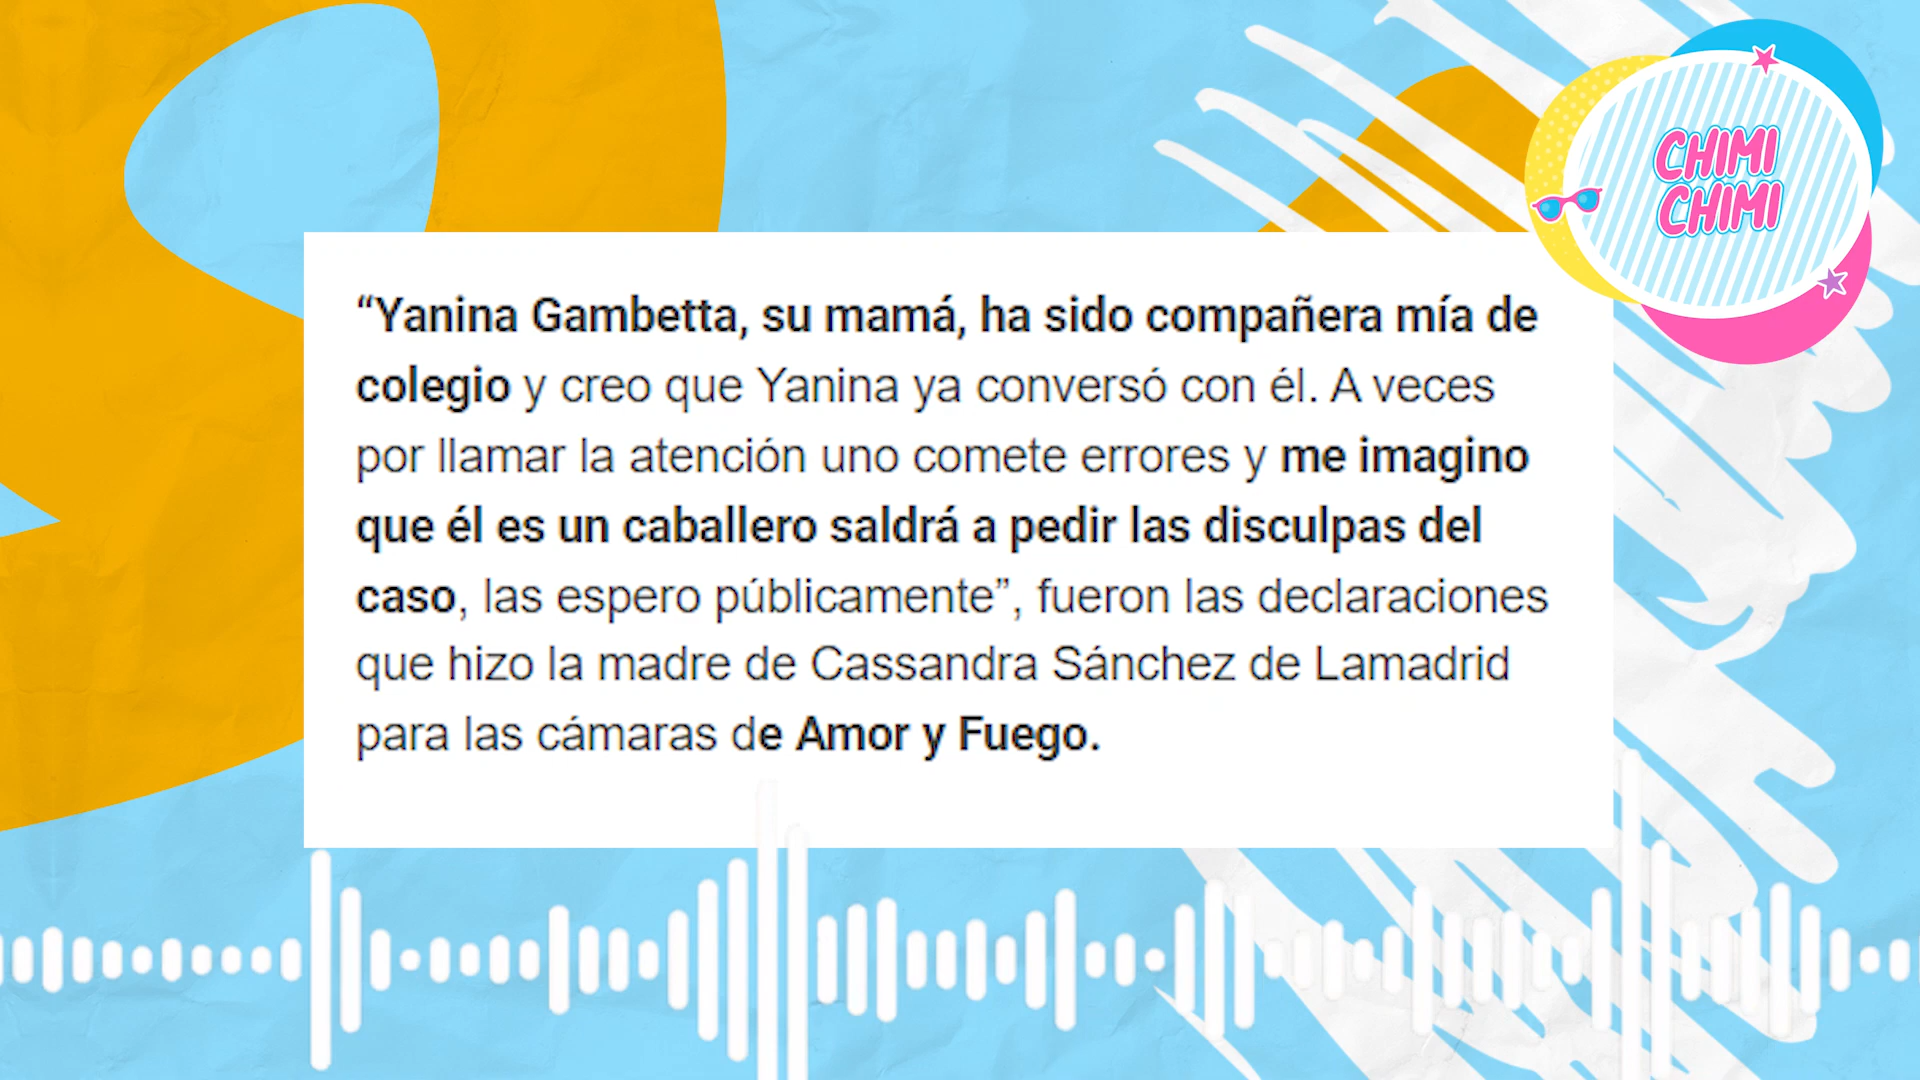 CHIMI
CHIMI
“Yanina Gambetta, su mamá, ha sido compañera mía de
colegio y creo que Yanina ya conversó con él. A veces
por llamar la atención uno comete errores y me imagino
que él es un caballero saldrá a pedir las disculpas del
caso, las espero públicamente”, fueron las declaraciones
que hizo la madre de Cassandra Sánchez de Lamadrid
para las cámaras de Amor y Fuego.